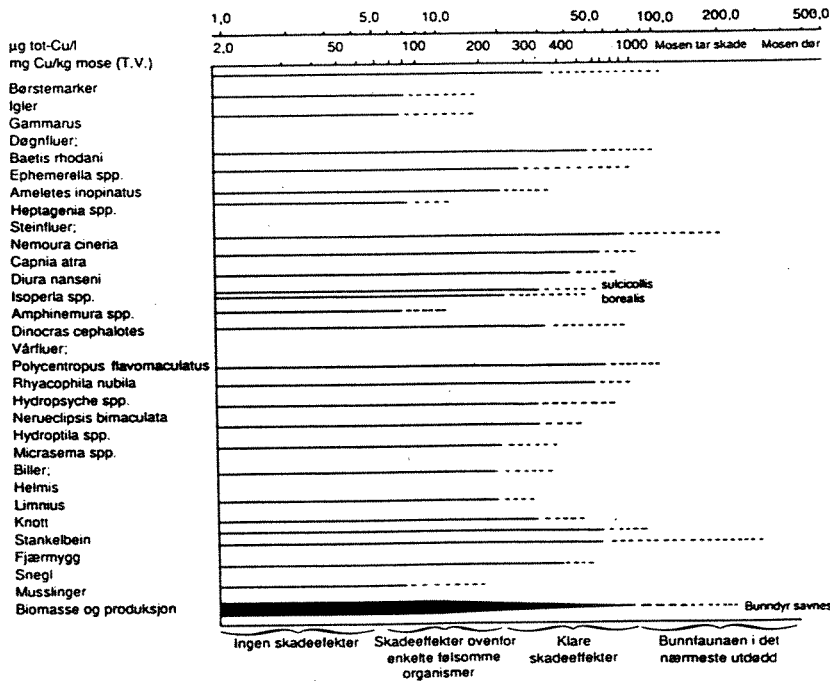 1,0 5,0 10,0 50,0 100,0 200,0 500,0
µg tot-Cu/l
2,0 50 100 200 300 400 1000 Mosen tar skade Mosen dør
mg Cu/kg mose (T.V.)
Børstemarker
Igler
Gammarus
Døgnfluer;
Baetis rhodani
Ephemerella spp.
Ameletes inopinatus
Heptagenia spp.
Steinfluer;
Nemoura cineria
Capnia atra
Diura nanseni
sulcicollis
Isoperla spp.
borealis
Amphinemura spp.
Dinocras cephalotes
Vårfluer;
Polycentropus flavomaculatus
Rhyacophila nubila
Hydropsyche spp.
Nerueclipsis bimaculata
Hydroptila spp.
Micrasema spp.
Biller;
Helmis
Limnius
Knott
Stankelbein
Fjærmygg
Snegl
Musslinger
Biomasse og produksjon
Bunndyr savnes
Ingen skadeefekter
Skadeeffekter ovenfor
enkelte følsomme
organismer
Klare
skadeeffekter
Bunnfaunaen i det
nærmeste utdødd